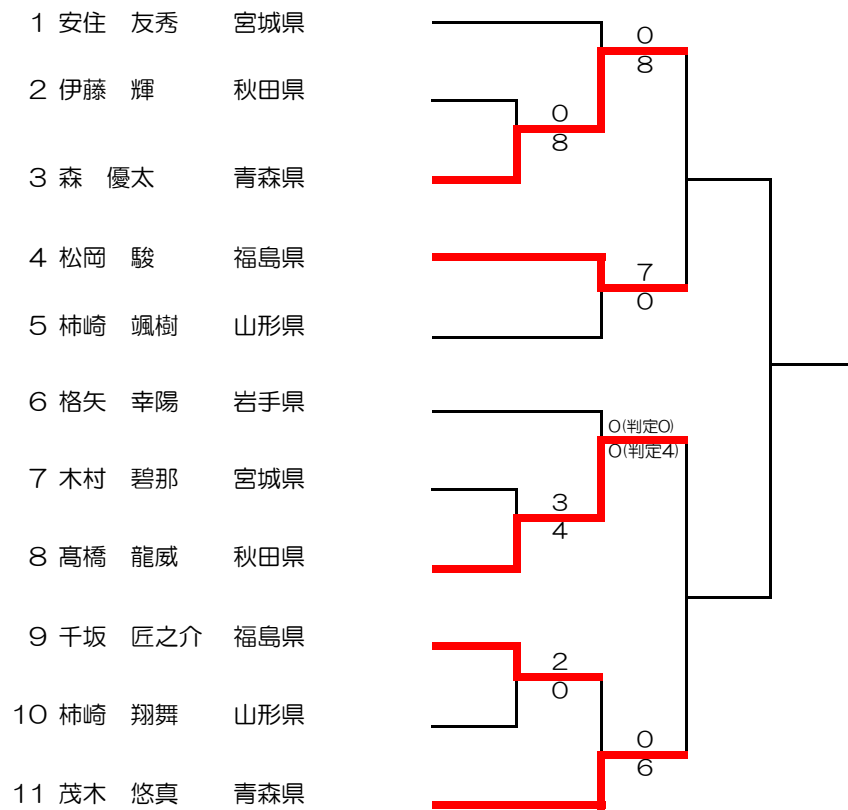 1 安住 友秀 宮城県
0
8
2 伊藤 輝 秋田県
0
8
3 森 優太 青森県
4 松岡 駿 福島県
7
0
5 柿崎 颯樹 山形県
6 格矢 幸陽 岩手県
0(判定0)
0(判定4)
7 木村 碧那 宮城県
3
4
8 髙橋 龍威 秋田県
9 千坂 匠之介 福島県
2
0
10 柿崎 翔舞 山形県
0
6
11 茂木 悠真 青森県